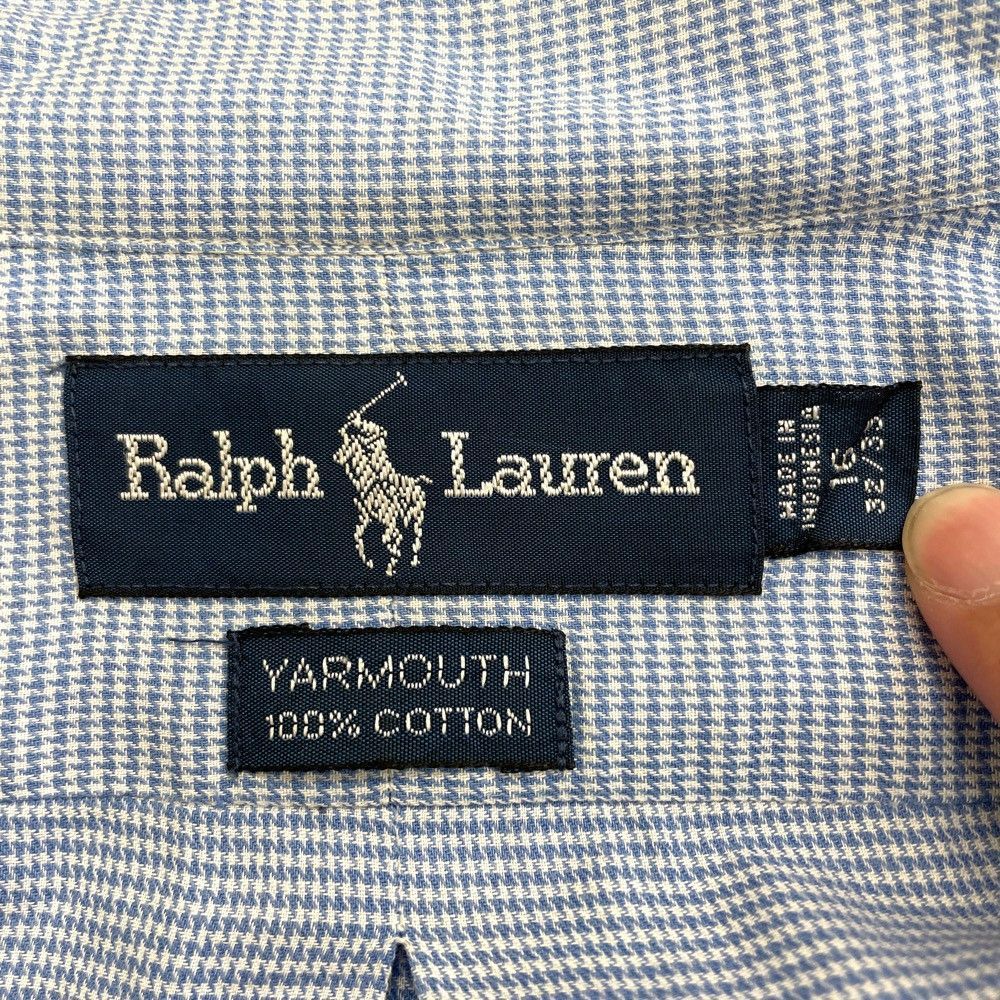 Ralph Lauren
MADE IN
INDONESIA
16
32/33
YARMOUTH
100% COTTON